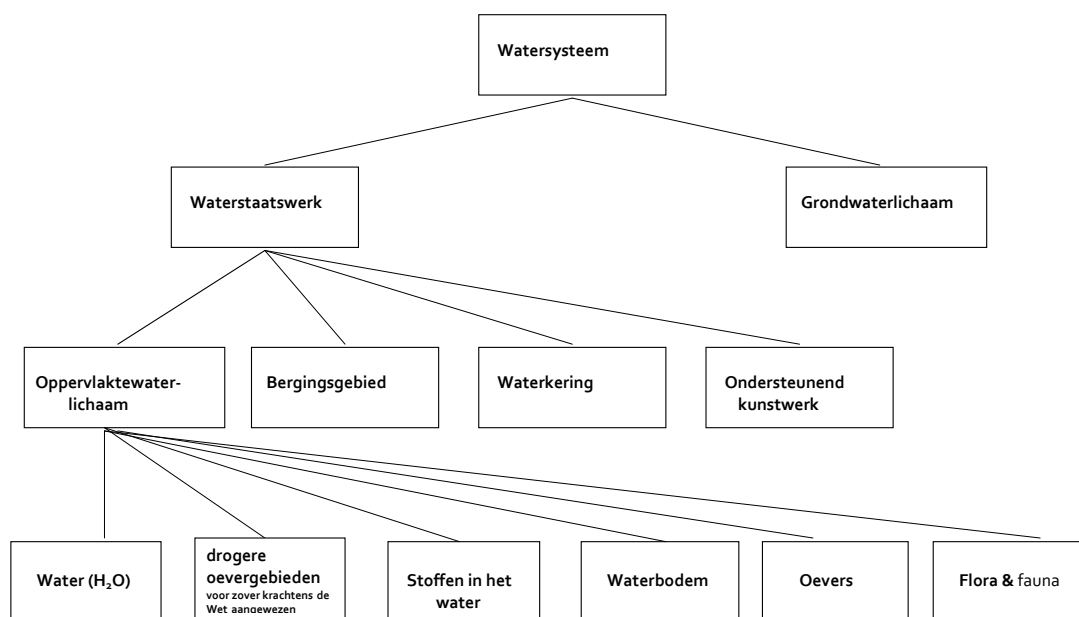 Watersysteem
Waterstaatswerk
Grondwaterlichaam
Oppervlaktewater-
lichaam
Bergingsgebied
Waterkering
Ondersteunend
kunstwerk
Water (H₂O)
drogere
oevergebieden
voor zover krachtens de
Wet aangewezen
Stoffen in het
water
Waterbodem
Oevers
Flora & fauna